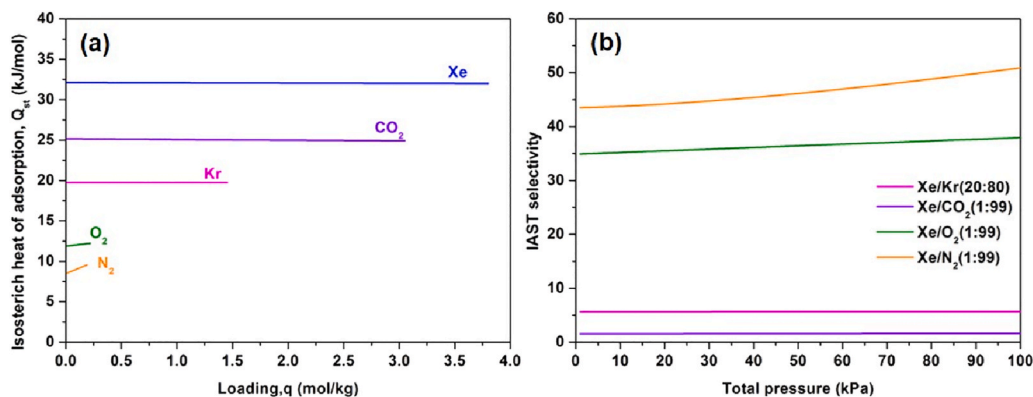 (a)
Isosterich heat of adsorption, Q_st (kJ/mol)
40
35
30
25
20
15
10
5
0
Xe
CO₂
Kr
O₂
N₂
0.0 0.5 1.0 1.5 2.0 2.5 3.0 3.5 4.0
Loading,q (mol/kg)
(b)
IAST selectivity
60
50
40
30
20
10
0
Xe/Kr(20:80)
Xe/CO₂(1:99)
Xe/O₂(1:99)
Xe/N₂(1:99)
0 10 20 30 40 50 60 70 80 90 100
Total pressure (kPa)